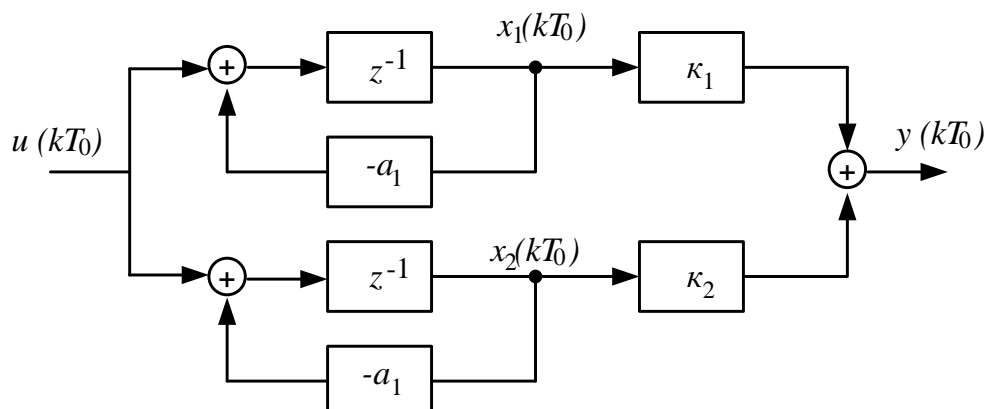 x₁(kT₀)
+ z⁻¹ κ₁
u (kT₀) -a₁ + y (kT₀)
x₂(kT₀)
+ z⁻¹ κ₂
-a₁